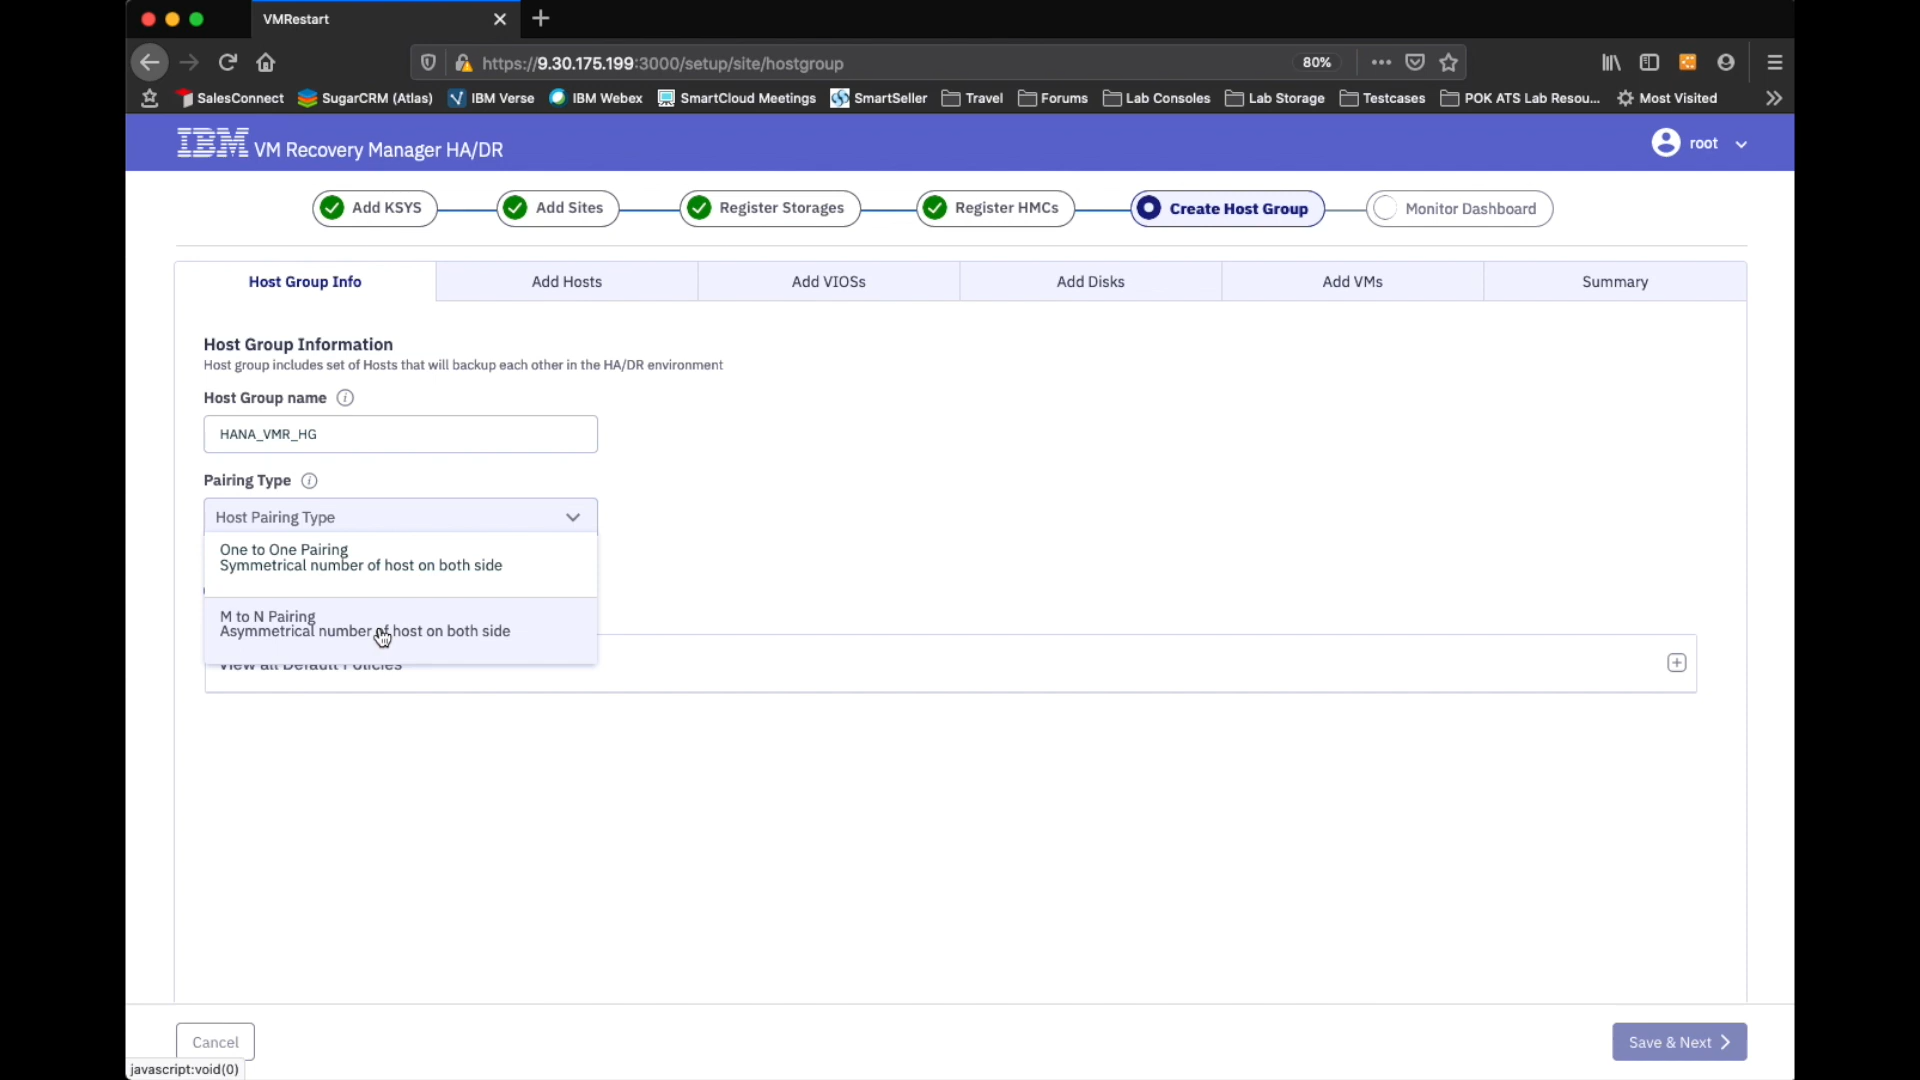 VMRestart
https://9.30.175.199:3000/setup/site/hostgroup
80%
SalesConnect
SugarCRM (Atlas)
IBM Verse
IBM Webex
SmartCloud Meetings
SmartSeller
Travel
Forums
Lab Consoles
Lab Storage
Testcases
POK ATS Lab Resou...
Most Visited
IBM VM Recovery Manager HA/DR
root
Add KSYS
Add Sites
Register Storages
Register HMCs
Create Host Group
Monitor Dashboard
Host Group Info
Add Hosts
Add VIOSs
Add Disks
Add VMs
Summary
Host Group Information
Host group includes set of Hosts that will backup each other in the HA/DR environment
Host Group name
HANA_VMR_HG
Pairing Type
Host Pairing Type
One to One Pairing
Symmetrical number of host on both side
M to N Pairing
Asymmetrical number of host on both side
View all Default Policies
Cancel
Save & Next
javascript:void(0)